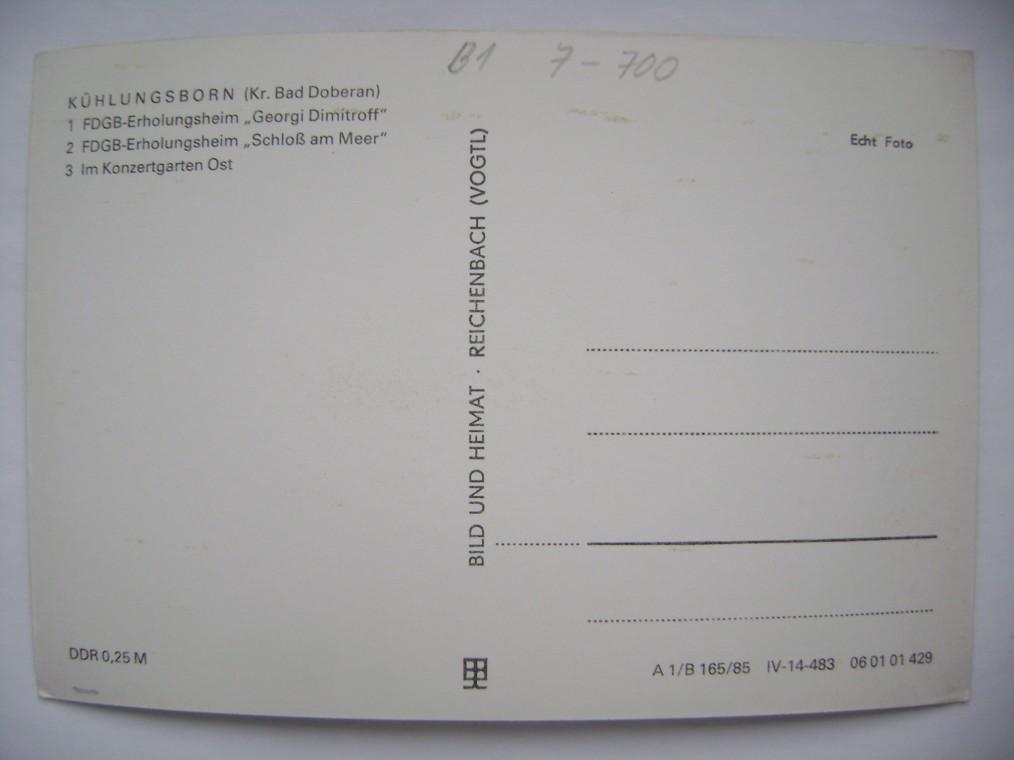 B1 7-700
KÜHLUNGSBORN (Kr. Bad Doberan)
1 FDGB-Erholungsheim „Georgi Dimitroff“
2 FDGB-Erholungsheim „Schloß am Meer“
3 Im Konzertgarten Ost
Echt Foto
BILD UND HEIMAT · REICHENBACH (VOGTL)
DDR 0,25 M
A 1/B 165/85 IV-14-483 06 01 01 429